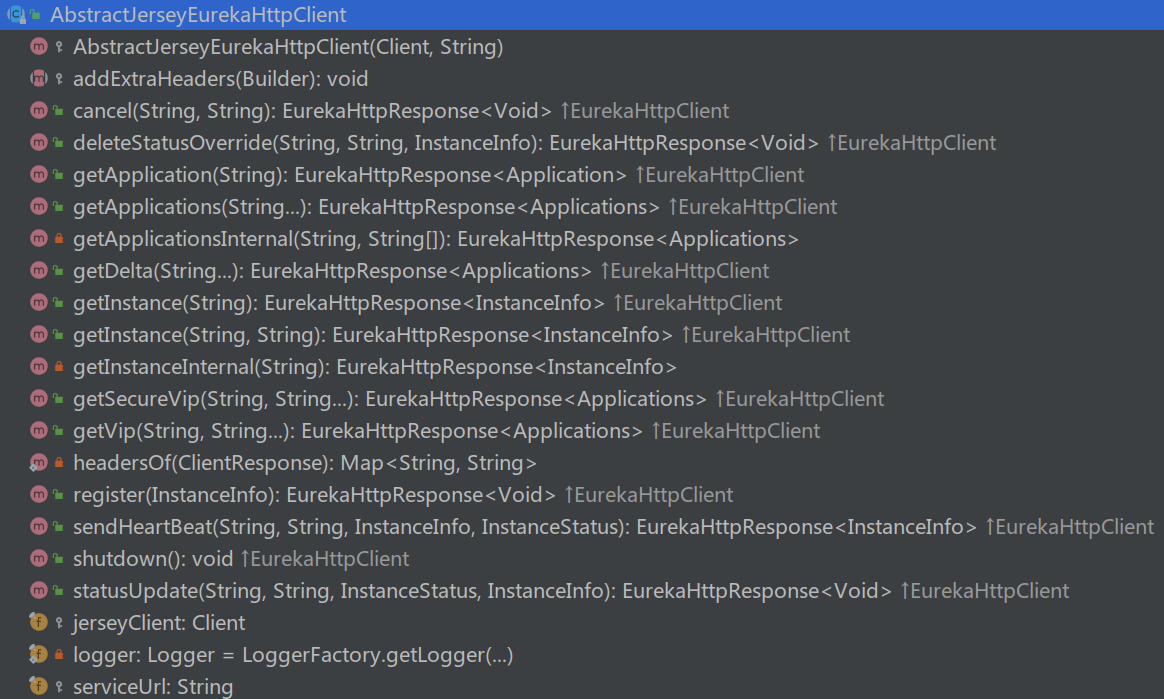 AbstractJerseyEurekaHttpClient
AbstractJerseyEurekaHttpClient(Client, String)
addExtraHeaders(Builder): void
cancel(String, String): EurekaHttpResponse<Void> ↑EurekaHttpClient
deleteStatusOverride(String, String, InstanceInfo): EurekaHttpResponse<Void> ↑EurekaHttpClient
getApplication(String): EurekaHttpResponse<Application> ↑EurekaHttpClient
getApplications(String...): EurekaHttpResponse<Applications> ↑EurekaHttpClient
getApplicationsInternal(String, String[]): EurekaHttpResponse<Applications>
getDelta(String...): EurekaHttpResponse<Applications> ↑EurekaHttpClient
getInstance(String): EurekaHttpResponse<InstanceInfo> ↑EurekaHttpClient
getInstance(String, String): EurekaHttpResponse<InstanceInfo> ↑EurekaHttpClient
getInstanceInternal(String): EurekaHttpResponse<InstanceInfo>
getSecureVip(String, String...): EurekaHttpResponse<Applications> ↑EurekaHttpClient
getVip(String, String...): EurekaHttpResponse<Applications> ↑EurekaHttpClient
headersOf(ClientResponse): Map<String, String>
register(InstanceInfo): EurekaHttpResponse<Void> ↑EurekaHttpClient
sendHeartBeat(String, String, InstanceInfo, InstanceStatus): EurekaHttpResponse<InstanceInfo> ↑EurekaHttpClient
shutdown(): void ↑EurekaHttpClient
statusUpdate(String, String, InstanceStatus, InstanceInfo): EurekaHttpResponse<Void> ↑EurekaHttpClient
jerseyClient: Client
logger: Logger = LoggerFactory.getLogger(...)
serviceUrl: String